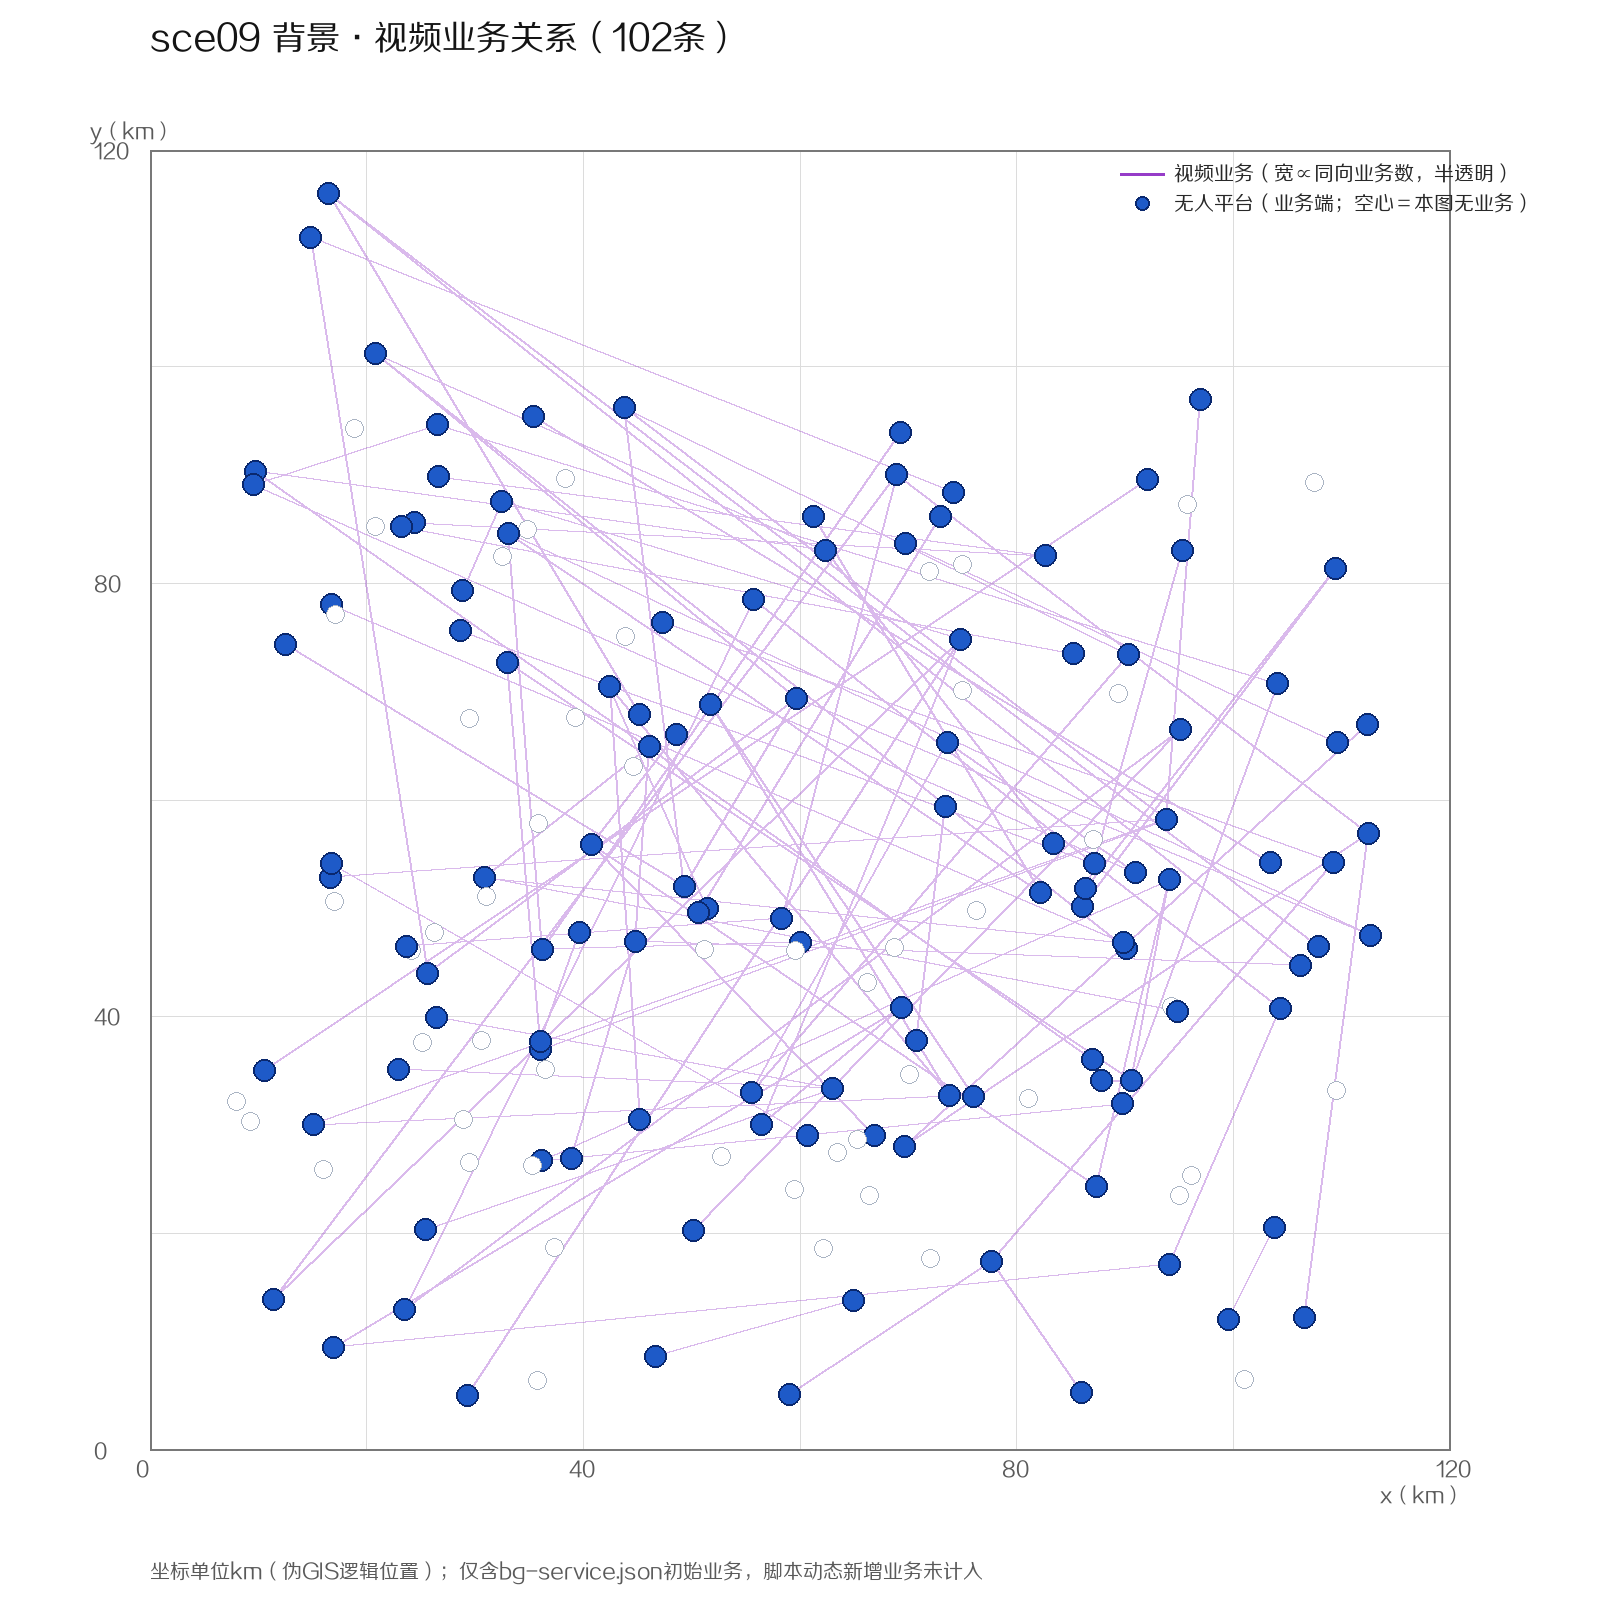 sce09 背景·视频业务关系（102条）
y（km）
120
视频业务（宽∝同向业务数，半透明）
无人平台（业务端；空心＝本图无业务）
80
40
0
0 40 80 120
x（km）
坐标单位km（伪GIS逻辑位置）；仅含bg-service.json初始业务，脚本动态新增业务未计入